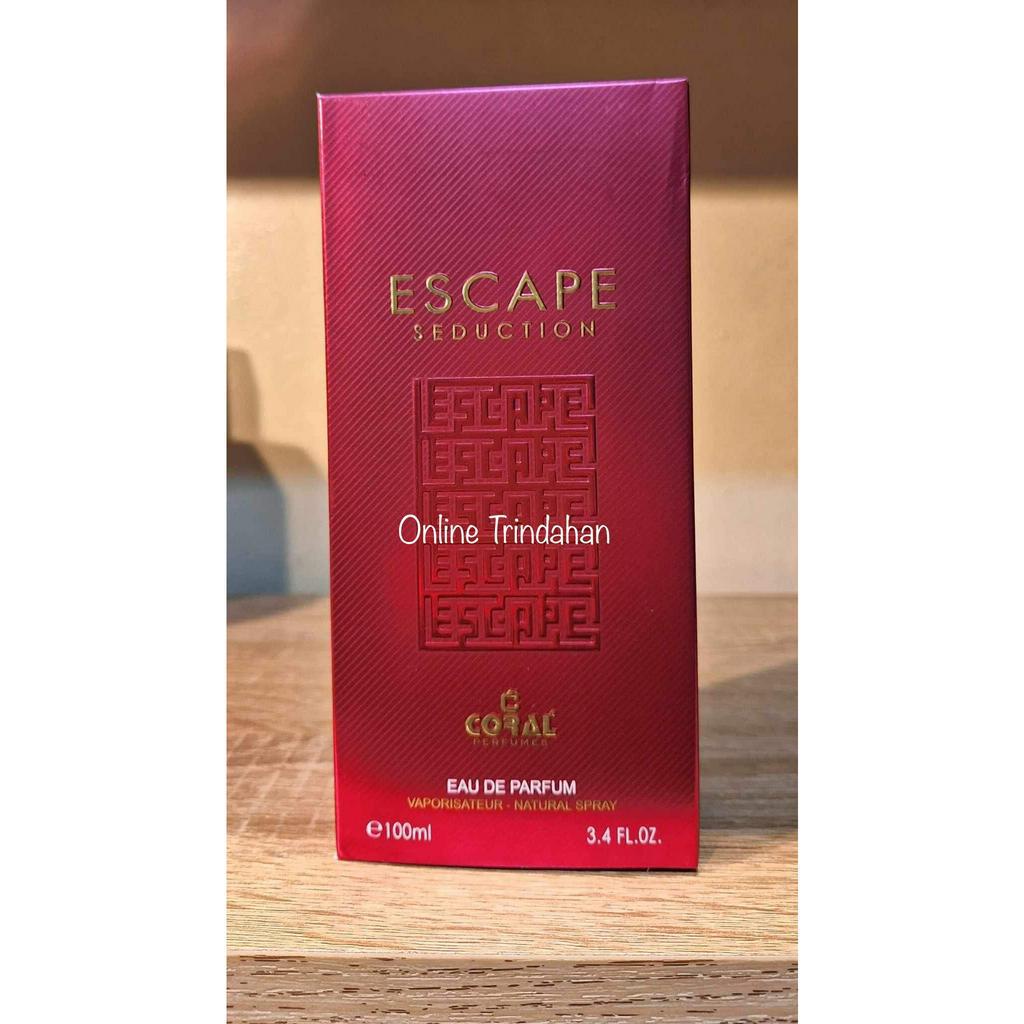 ESCAPE
SEDUCTION
ESCAPE
ESCAPE
ESCAPE
Online Trindahan
ESCAPE
ESCAPE
CORAL
PERFUMES
EAU DE PARFUM
VAPORISATEUR - NATURAL SPRAY
e100ml 3.4 FL.OZ.